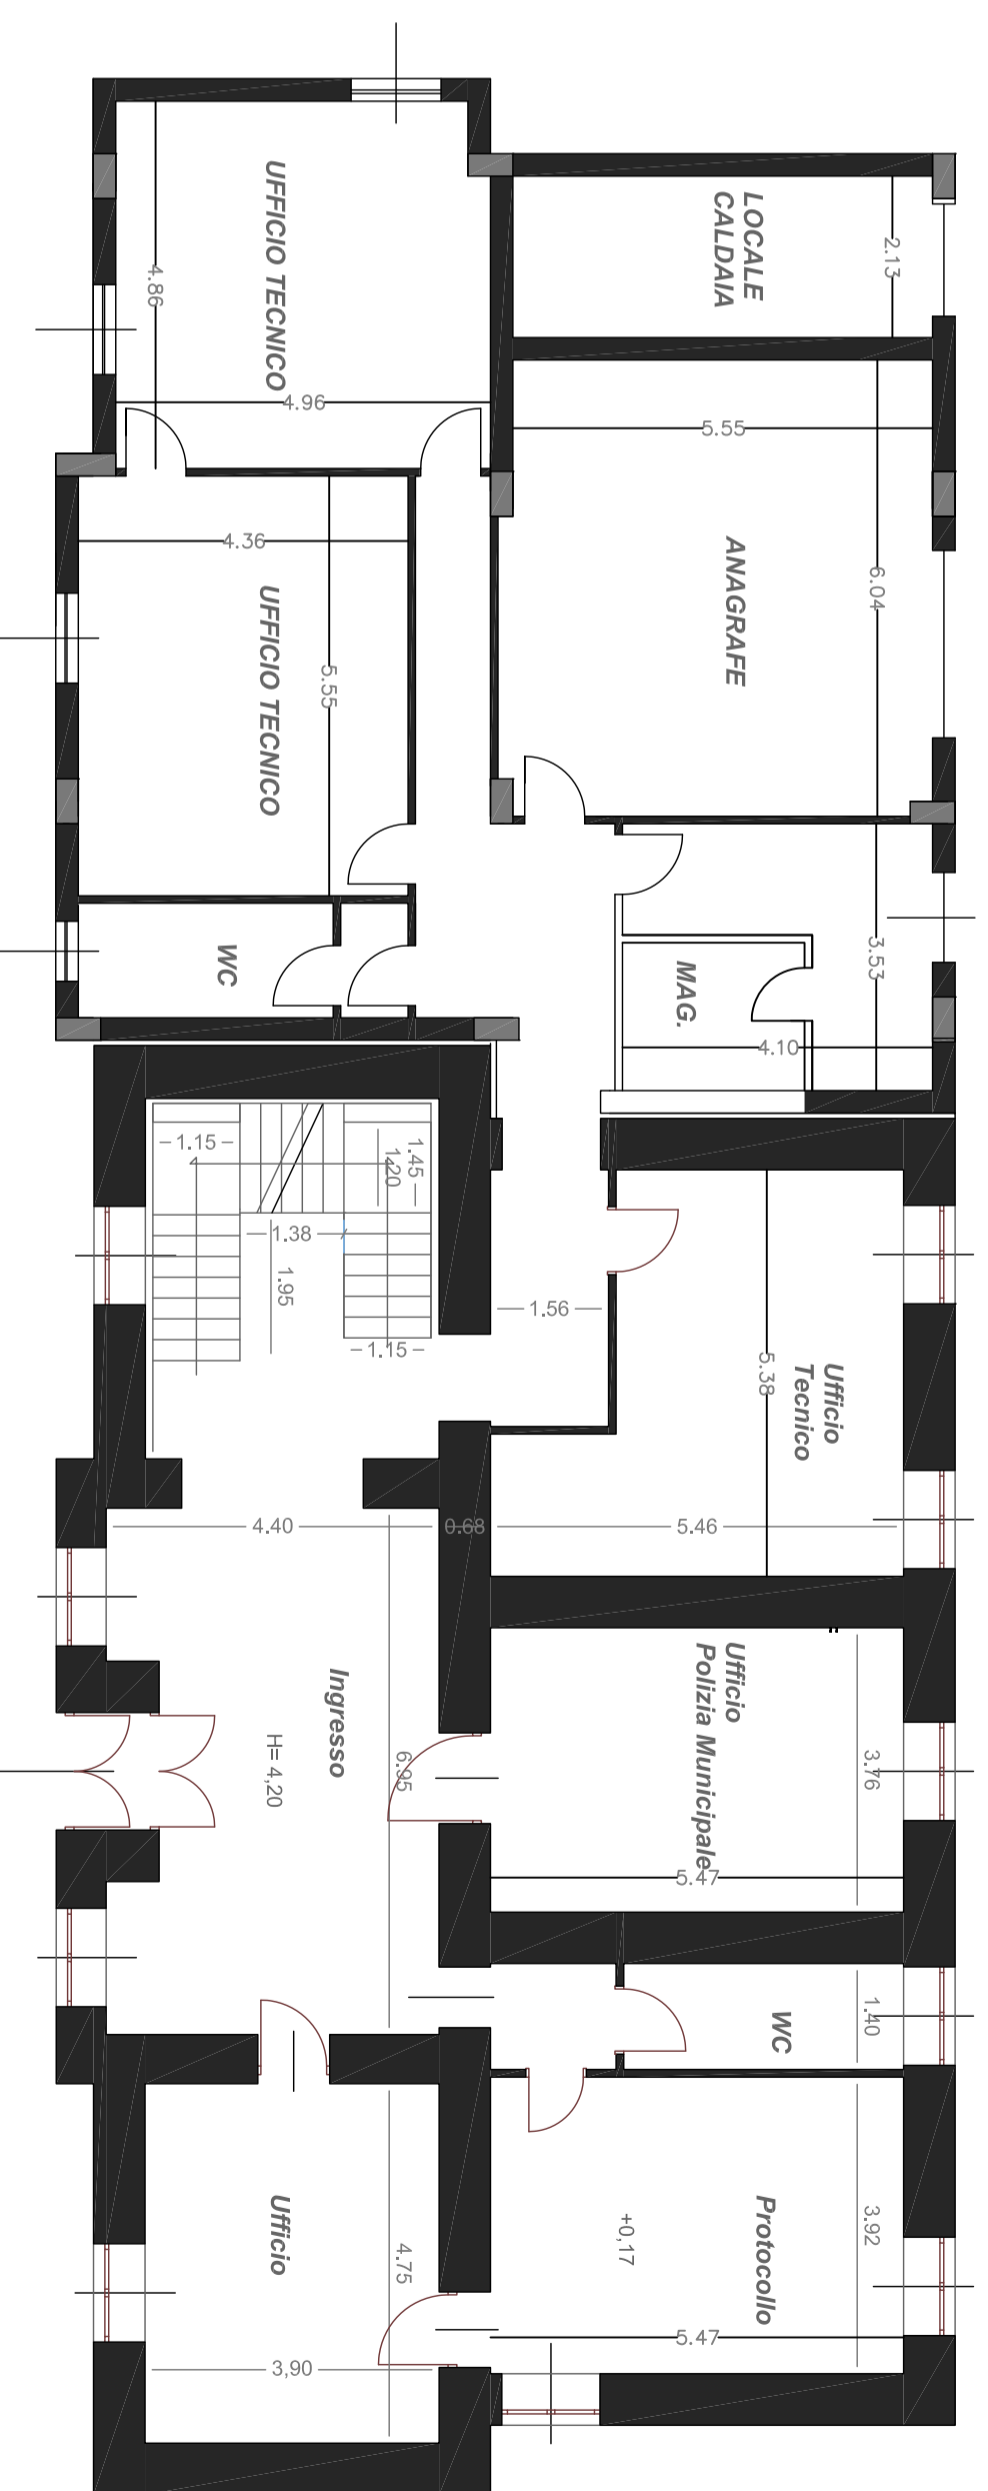 UFFICIO TECNICO
4.86
4.96
LOCALE
CALDAIA
2.13
5.55
ANAGRAFE
6.04
4.36
UFFICIO TECNICO
5.55
WC
MAG.
3.53
4.10
1.15
1.45
1.20
1.38
1.95
1.15
1.56
Ufficio
Tecnico
5.38
4.40
0.68
5.46
Ingresso
H= 4,20
6.95
Ufficio
Polizia Municipale
3.76
5.47
WC
1.40
Ufficio
4.75
3,90
Protocollo
+0,17
3.92
5.47